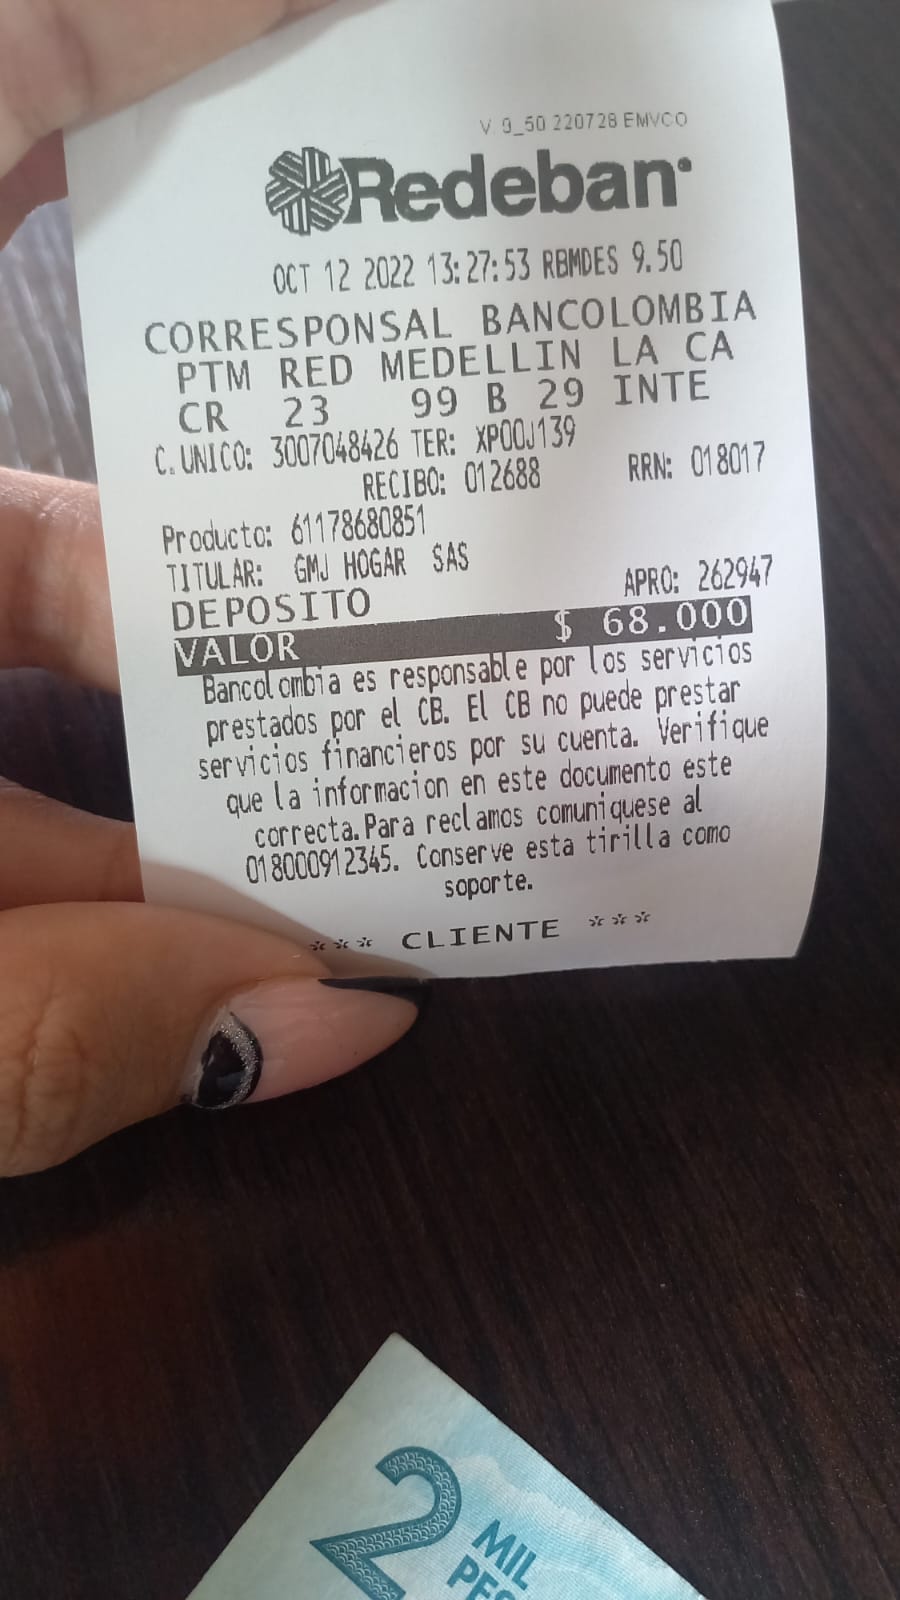 V 9_50 220728 EMVCO
Redeban
OCT 12 2022 13:27:53 RBMDES 9.50
CORRESPONSAL BANCOLOMBIA
PTM RED MEDELLIN LA CA
CR 23 99 B 29 INTE
C.UNICO: 3007048426 TER: XP00J139
RECIBO: 012688 RRN: 018017
Producto: 61178680851
TITULAR: GMJ HOGAR SAS
DEPOSITO APRO: 262947
VALOR $ 68.000
Bancolombia es responsable por los servicios
prestados por el CB. El CB no puede prestar
servicios financieros por su cuenta. Verifique
que la informacion en este documento este
correcta.Para reclamos comuniquese al
018000912345. Conserve esta tirilla como
soporte.
*** CLIENTE ***
2
MIL